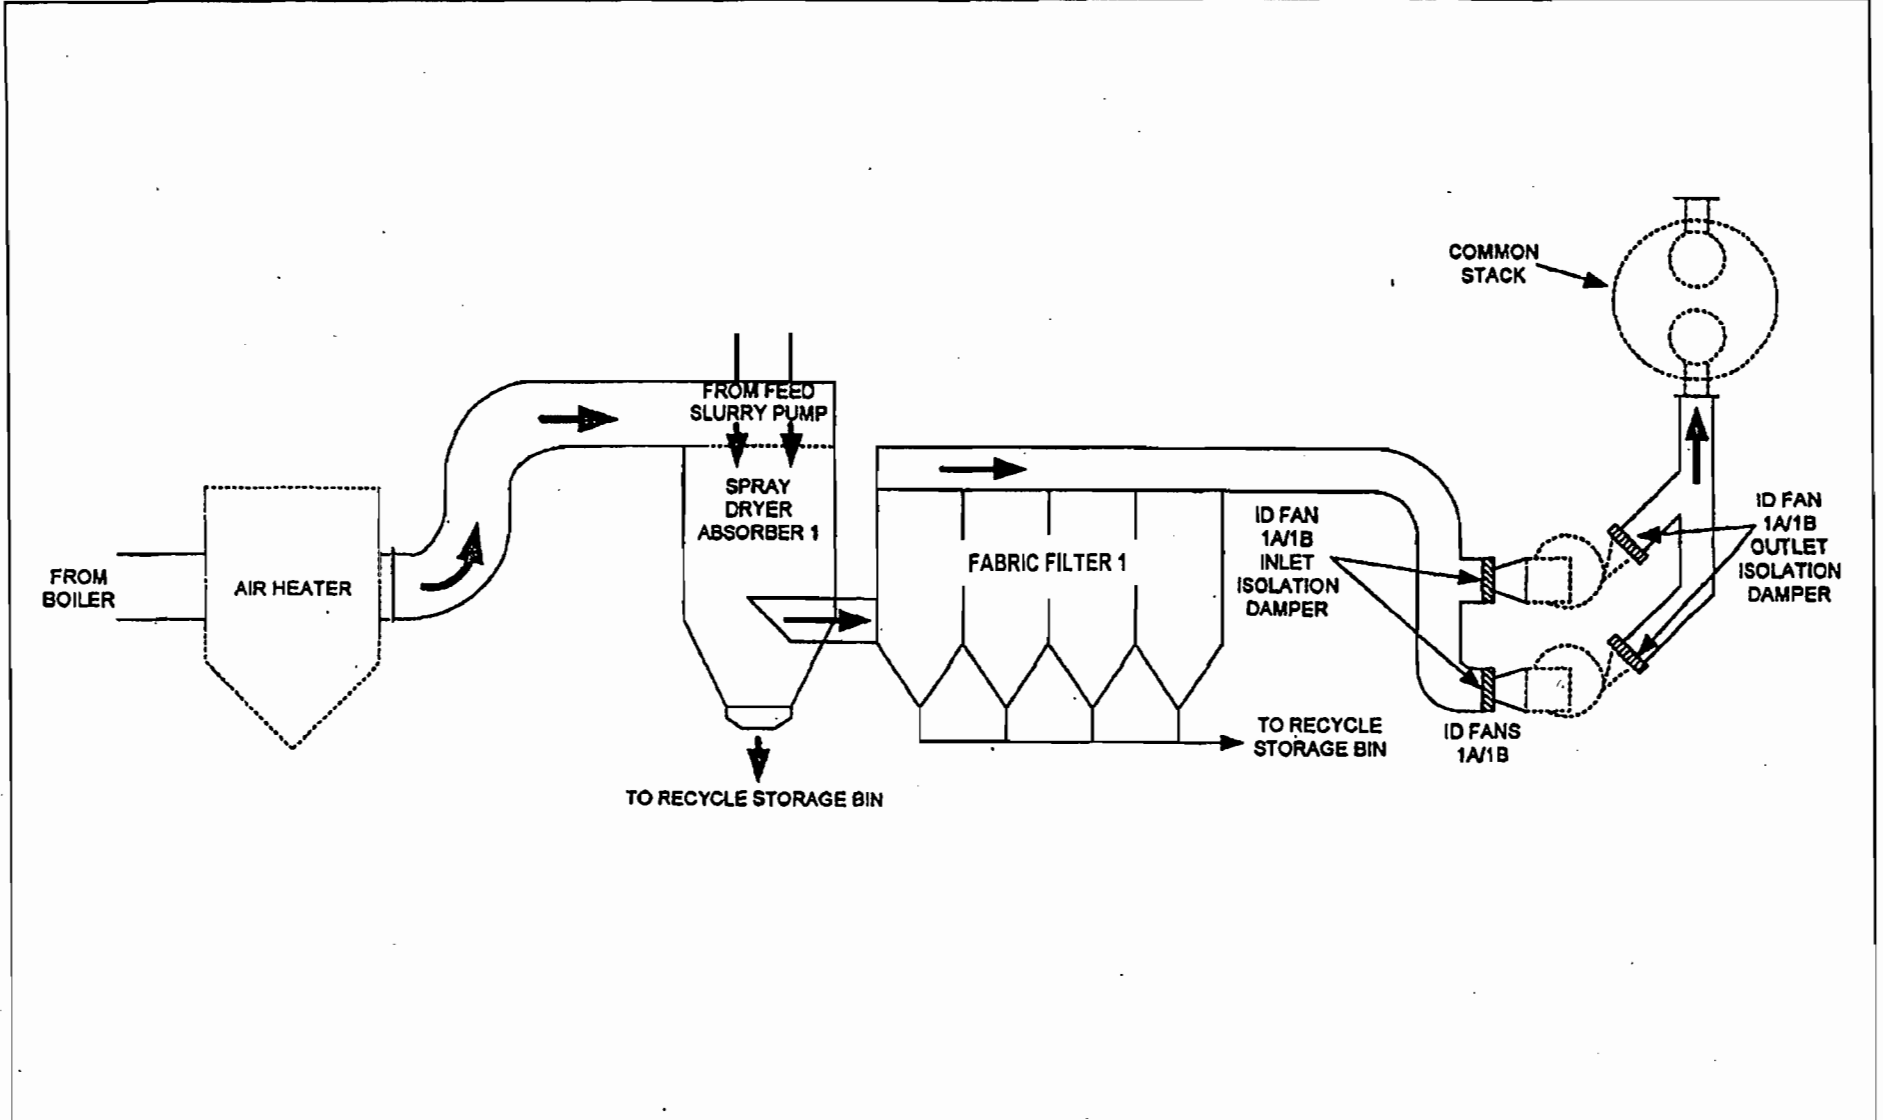 COMMON
STACK
FROM FEED
SLURRY PUMP
SPRAY
DRYER
ABSORBER 1
FROM
BOILER
AIR HEATER
FABRIC FILTER 1
ID FAN
1A/1B
INLET
ISOLATION
DAMPER
ID FAN
1A/1B
OUTLET
ISOLATION
DAMPER
ID FANS
1A/1B
TO RECYCLE
STORAGE BIN
TO RECYCLE STORAGE BIN